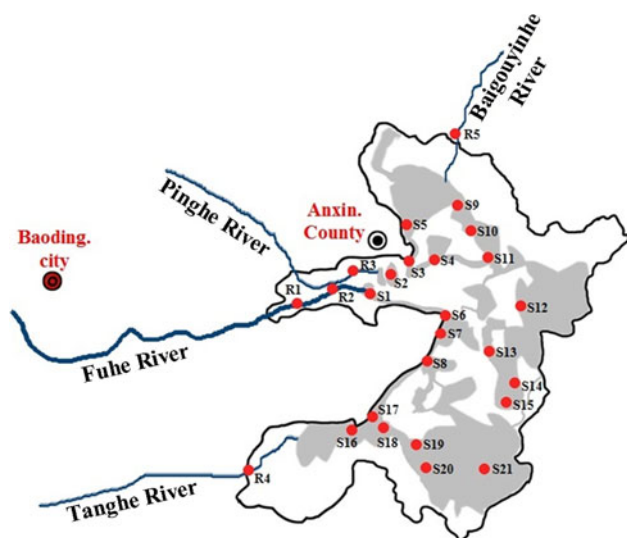 Baigouyinhe
River
R5
Pinghe River
Anxin.
County
S9
S5
S10
Baoding.
city
R3
S3
S4
S11
S2
R1
R2
S1
S6
S12
S7
Fuhe River
S8
S13
S14
S15
S17
S16
S18
S19
R4
S20
S21
Tanghe River